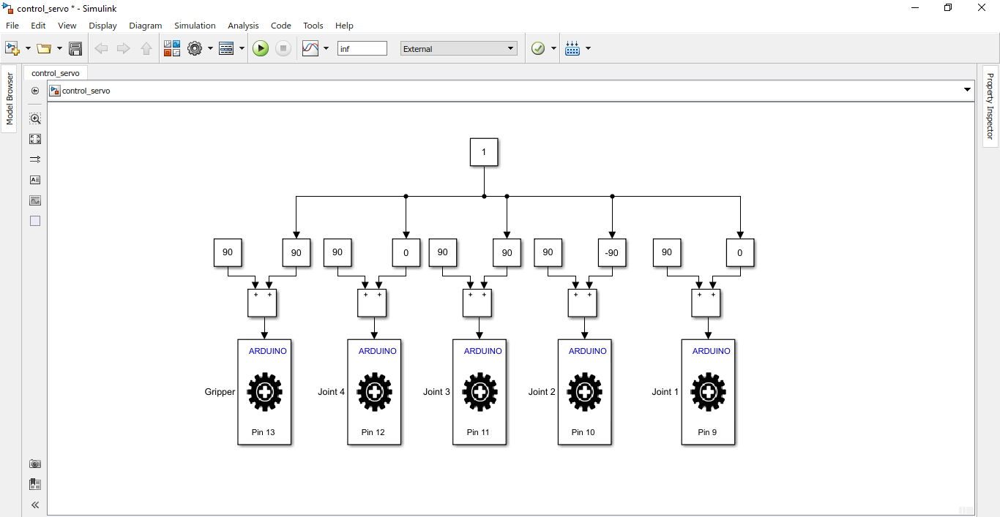 control_servo * - Simulink
File Edit View Display Diagram Simulation Analysis Code Tools Help
inf External
Model Browser
control_servo
control_servo
Property Inspector
1
90 90 90 0 90 90 90 -90 90 0
+ + + + + + + + + +
ARDUINO ARDUINO ARDUINO ARDUINO ARDUINO
Gripper Joint 4 Joint 3 Joint 2 Joint 1
Pin 13 Pin 12 Pin 11 Pin 10 Pin 9